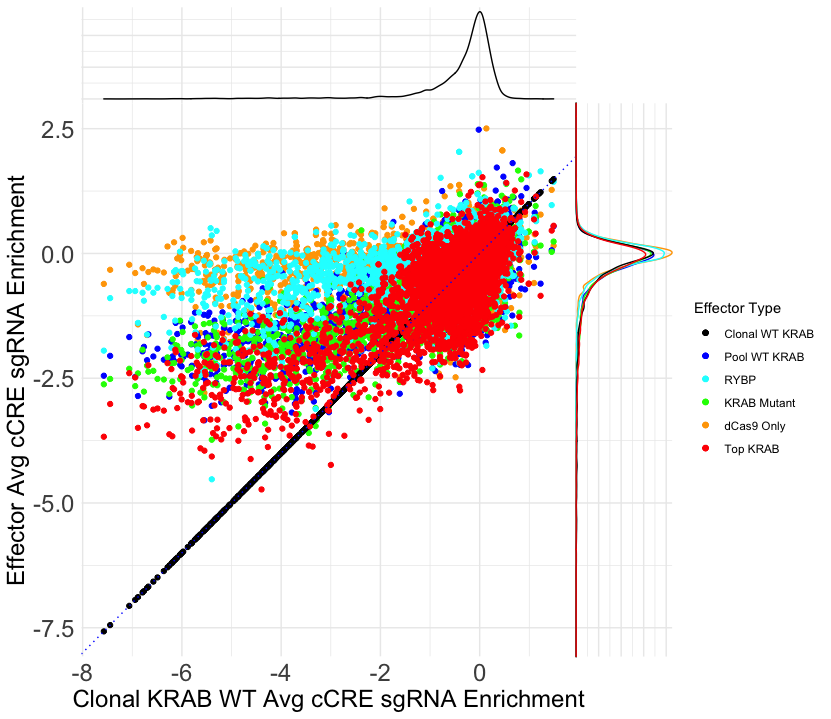 2.5
0.0
-2.5
-5.0
-7.5
Effector Avg cCRE sgRNA Enrichment
-8 -6 -4 -2 0
Clonal KRAB WT Avg cCRE sgRNA Enrichment
Effector Type
Clonal WT KRAB
Pool WT KRAB
RYBP
KRAB Mutant
dCas9 Only
Top KRAB